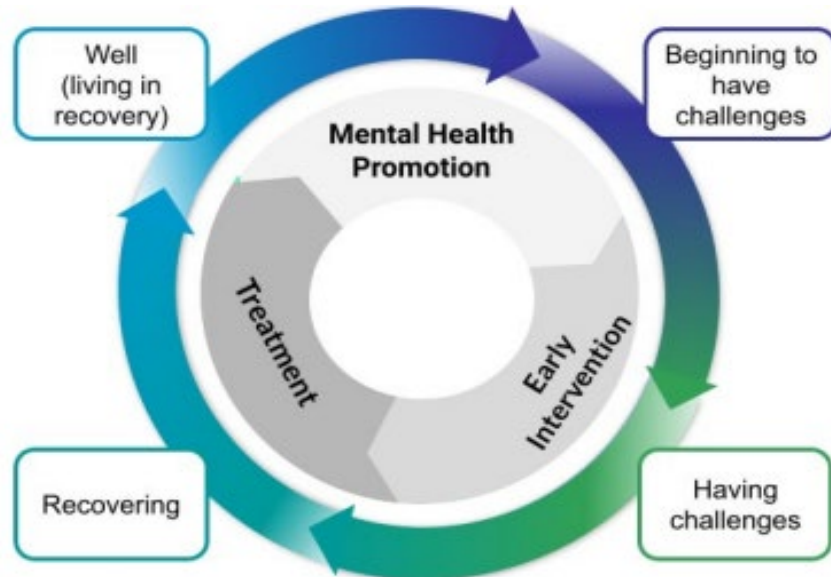 Well
(living in
recovery)
Beginning to
have
challenges
Mental Health
Promotion
Treatment
Early
Intervention
Recovering
Having
challenges